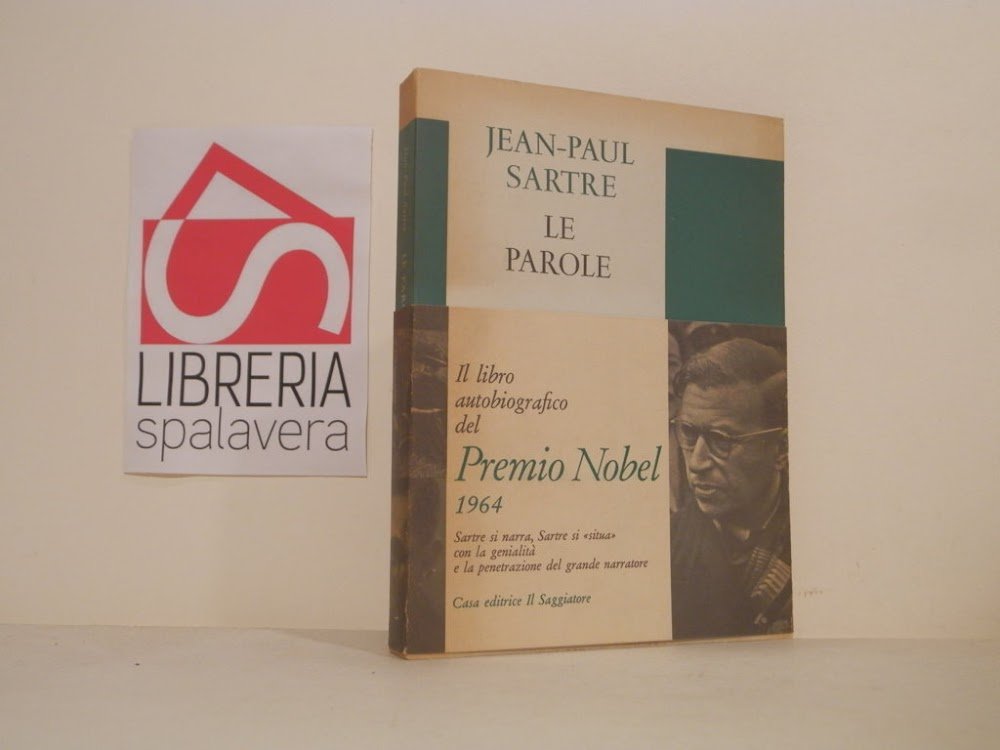 LIBRERIA
spalavera
JEAN-PAUL
SARTRE
LE
PAROLE
Il libro
autobiografico
del
Premio Nobel
1964
Sartre si narra, Sartre si «situa»
con la genialità
e la penetrazione del grande narratore
Casa editrice Il Saggiatore